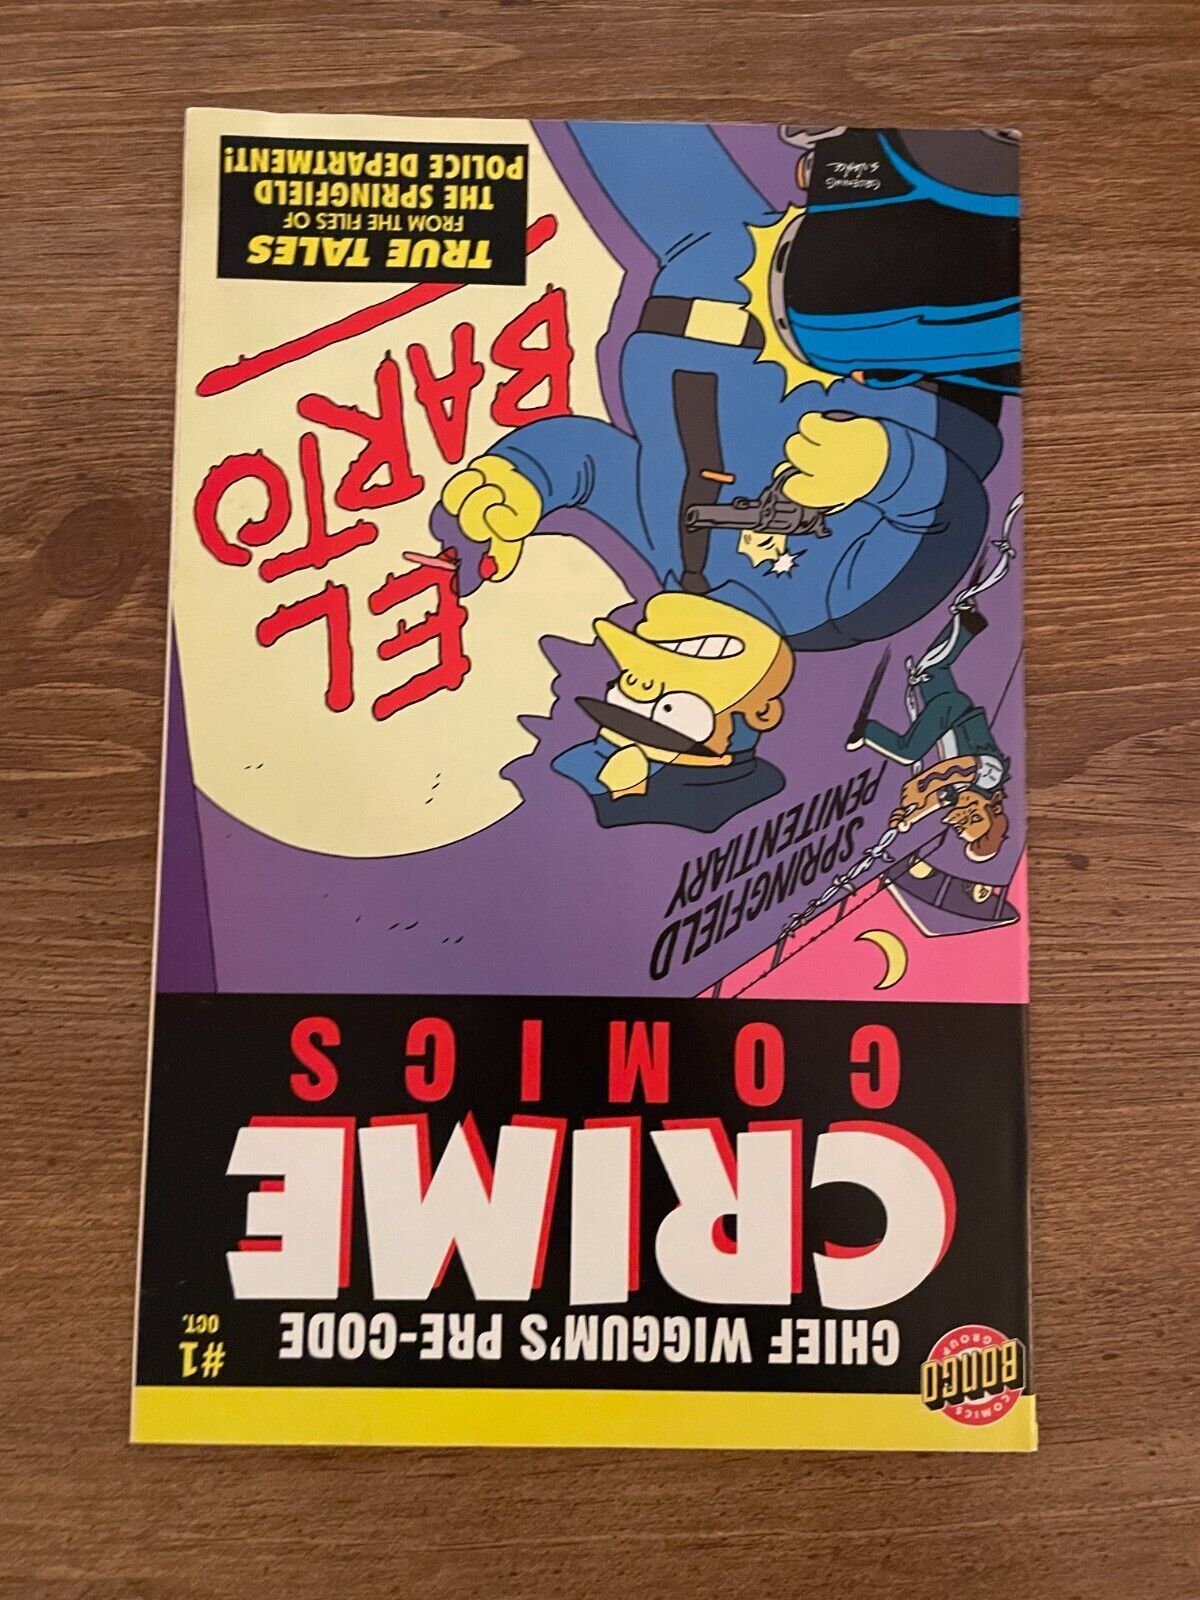 BONGO
COMICS
GROUP
CHIEF WIGGUM'S PRE-CODE
#1
OCT.
CRIME
COMICS
SPRINGFIELD
PENITENTIARY
EL
BARTO
TRUE TALES
FROM THE FILES OF
THE SPRINGFIELD
POLICE DEPARTMENT!
GROENING